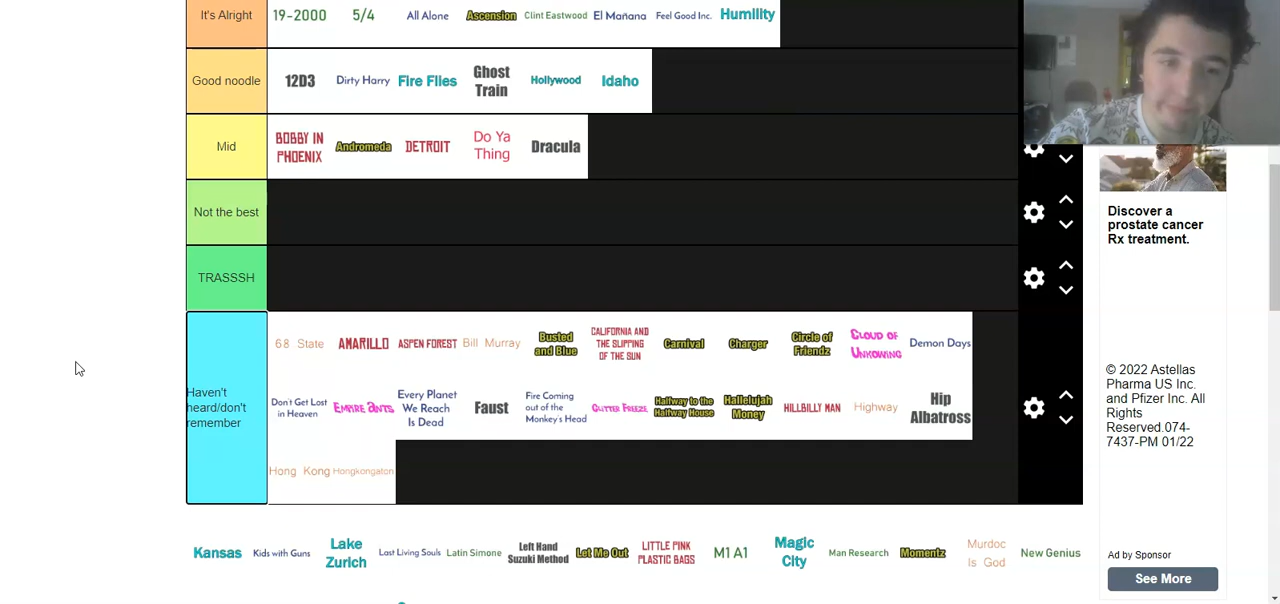 It's Alright
19-2000 5/4 All Alone Ascension Clint Eastwood El Mañana Feel Good Inc. Humility
Good noodle
12D3 Dirty Harry Fire Flies Ghost Train Hollywood Idaho
Mid
BOBBY IN PHOENIX Andromeda DETROIT Do Ya Thing Dracula
Not the best
TRASSSH
Haven't
heard/don't
remember
68 State AMARILLO ASPEN FOREST Bill Murray Busted and Blue CALIFORNIA AND THE SLIPPING OF THE SUN Carnival Charger Circle of Friendz CLOUD OF UNKOWING Demon Days
Don't Get Lost in Heaven EMPIRE ANTS Every Planet We Reach Is Dead Faust Fire Coming out of the Monkey's Head GLITTER FREEZE Halfway to the Halfway House Hallelujah Money HILLBILLY MAN Highway Hip Albatross
Hong Kong Hongkongaton
Kansas Kids with Guns Lake Zurich Last Living Souls Latin Simone Left Hand Suzuki Method Let Me Out LITTLE PINK PLASTIC BAGS M1 A1 Magic City Man Research Momentz Murdoc Is God New Genius
Discover a
prostate cancer
Rx treatment.
© 2022 Astellas
Pharma US Inc.
and Pfizer Inc. All
Rights
Reserved.074-
7437-PM 01/22
Ad by Sponsor
See More